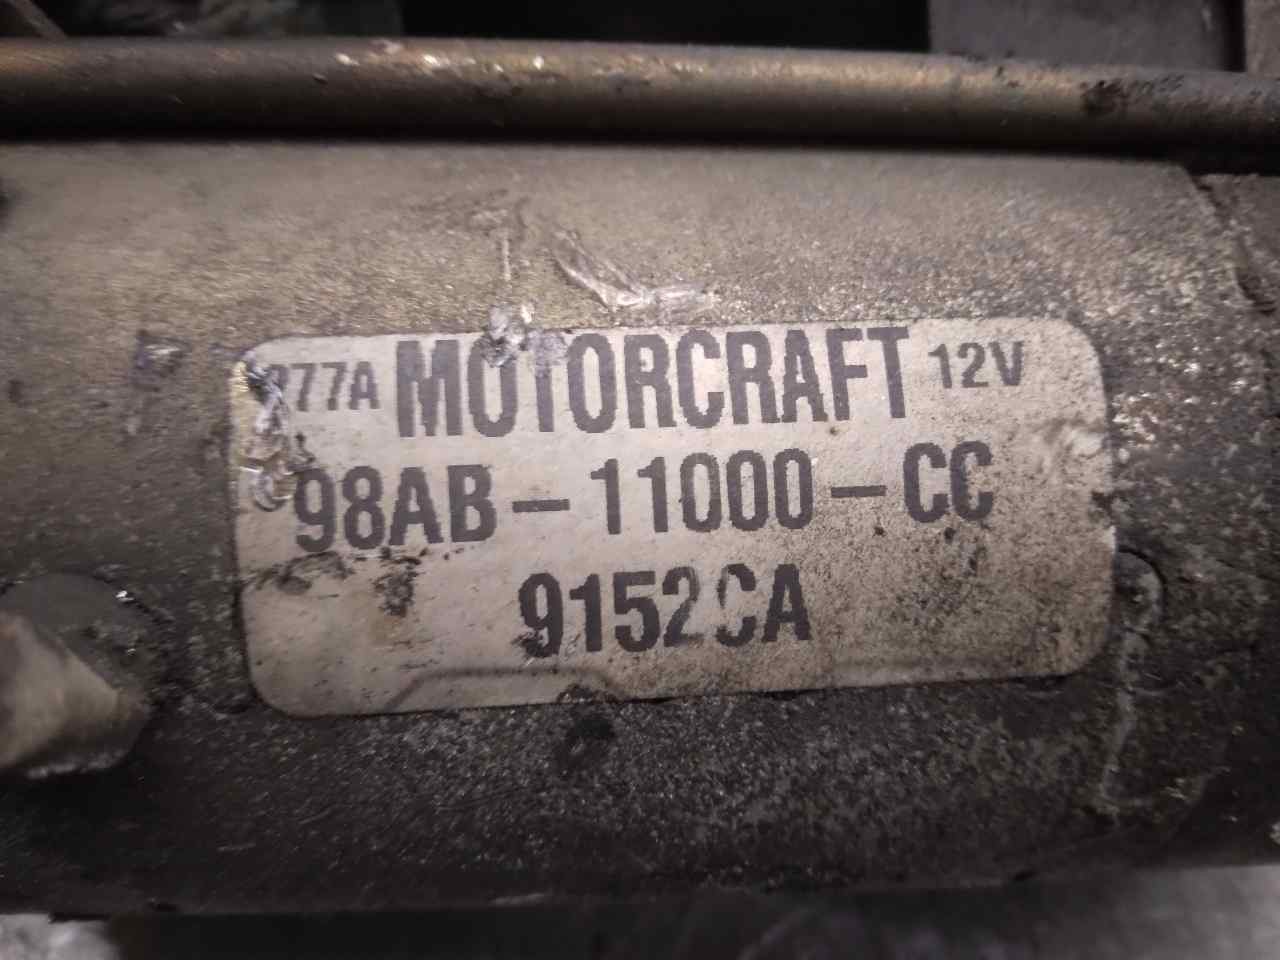 MOTORCRAFT 12V
98AB-11000-CC
9152CA